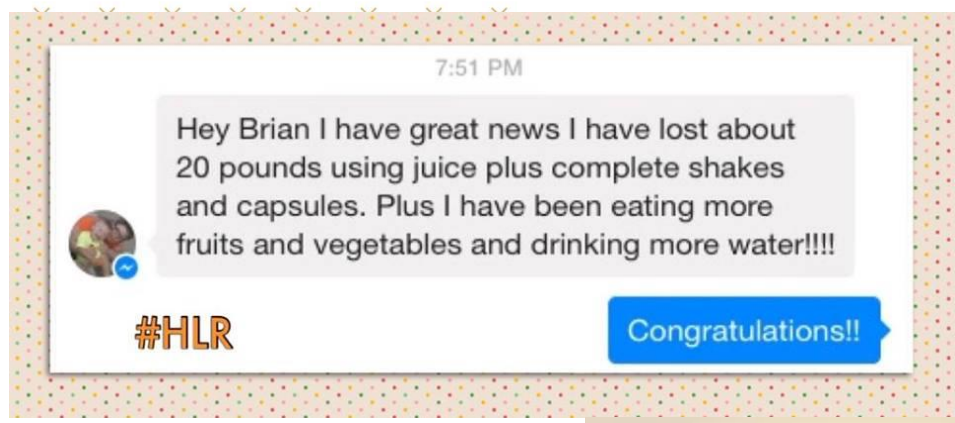 7:51 PM
Hey Brian I have great news I have lost about
20 pounds using juice plus complete shakes
and capsules. Plus I have been eating more
fruits and vegetables and drinking more water!!!!
#HLR
Congratulations!!